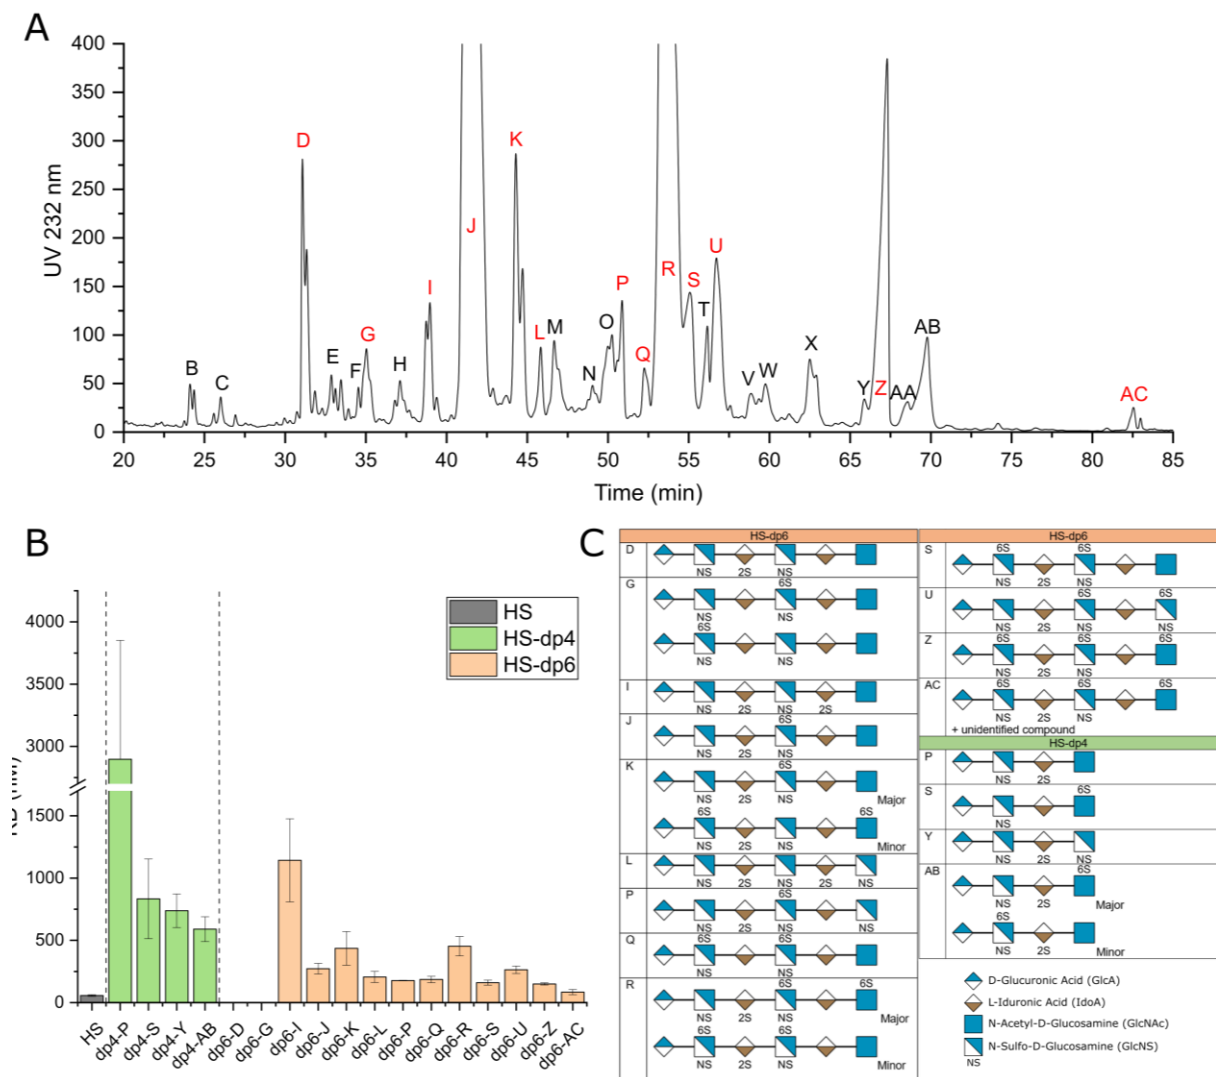 A
400
350
300
250
200
150
100
50
0
UV 232 nm
B
C
D
E
F
G
H
I
J
K
L
M
N
O
P
Q
R
S
T
U
V
W
X
Y
Z
AA
AB
AC
20 25 30 35 40 45 50 55 60 65 70 75 80 85
Time (min)
B
4000
3500
3000
1500
1000
500
0
(nM)
HS
HS-dp4
HS-dp6
HS dp4-P dp4-S dp4-Y dp4-AB dp6-D dp6-G dp6-I dp6-J dp6-K dp6-L dp6-P dp6-Q dp6-R dp6-S dp6-U dp6-Z dp6-AC
C
HS-dp6
D
NS 2S NS
G
6S
NS NS
6S
NS NS
I
NS 2S NS 2S
J
6S
NS 2S NS
K
6S
NS 2S NS
Major
6S 6S
NS 2S NS
Minor
L
NS 2S NS 2S NS
P
6S
NS 2S NS NS
Q
6S 6S
NS NS
R
6S 6S
NS 2S NS
Major
6S 6S
NS 2S NS
Minor
HS-dp6
S
6S 6S
NS 2S NS
U
6S 6S
NS 2S NS NS
Z
6S 6S 6S
NS 2S NS
AC
6S 6S 6S
NS 2S NS
+ unidentified compound
HS-dp4
P
NS 2S
S
6S
NS
Y
NS 2S NS
AB
6S
NS 2S
Major
6S
NS 2S
Minor
D-Glucuronic Acid (GlcA)
L-Iduronic Acid (IdoA)
N-Acetyl-D-Glucosamine (GlcNAc)
N-Sulfo-D-Glucosamine (GlcNS)
NS